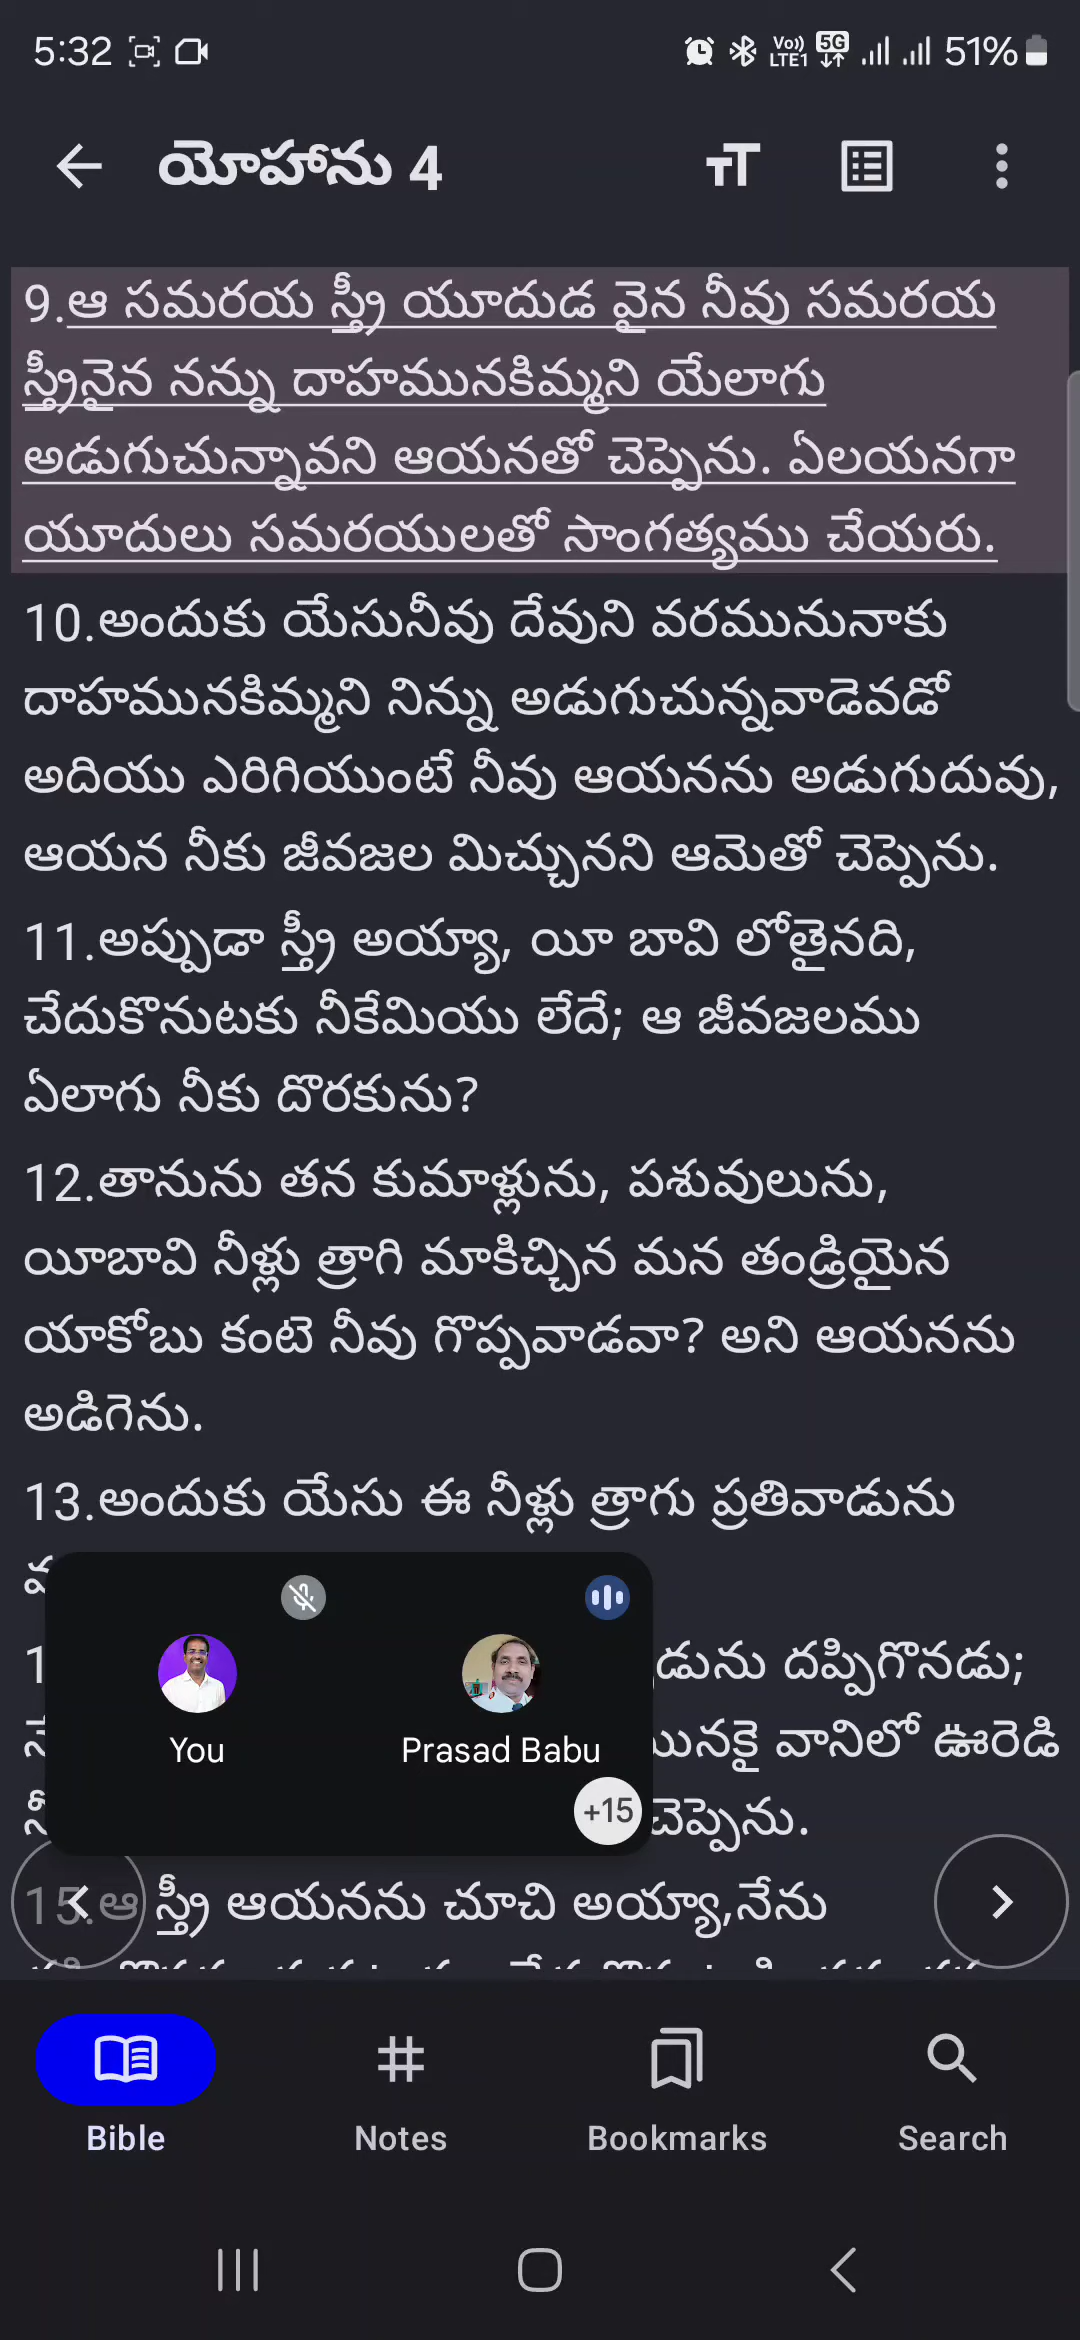 5:32 Vo)) LTE1 5G 51%
యోహాను 4
9.ఆ సమరయ స్త్రీ యూదుడ వైన నీవు సమరయ
స్త్రీనైన నన్ను దాహమునకిమ్మని యేలాగు
అడుగుచున్నావని ఆయనతో చెప్పెను. ఏలయనగా
యూదులు సమరయులతో సాంగత్యము చేయరు.
10.అందుకు యేసునీవు దేవుని వరమునునాకు
దాహమునకిమ్మని నిన్ను అడుగుచున్నవాడెవడో
అదియు ఎరిగియుంటే నీవు ఆయనను అడుగుదువు,
ఆయన నీకు జీవజల మిచ్చునని ఆమెతో చెప్పెను.
11.అప్పుడా స్త్రీ అయ్యా, యీ బావి లోతైనది,
చేదుకొనుటకు నీకేమియు లేదే; ఆ జీవజలము
ఏలాగు నీకు దొరకును?
12.తానును తన కుమాళ్లును, పశువులును,
యీబావి నీళ్లు త్రాగి మాకిచ్చిన మన తండ్రియైన
యాకోబు కంటె నీవు గొప్పవాడవా? అని ఆయనను
అడిగెను.
13.అందుకు యేసు ఈ నీళ్లు త్రాగు ప్రతివాడును
దప్పిగొనడు;
వానిలో ఊరెడి
చెప్పెను.
You
Prasad Babu
+15
15.ఆ స్త్రీ ఆయనను చూచి అయ్యా,నేను
Bible
Notes
Bookmarks
Search